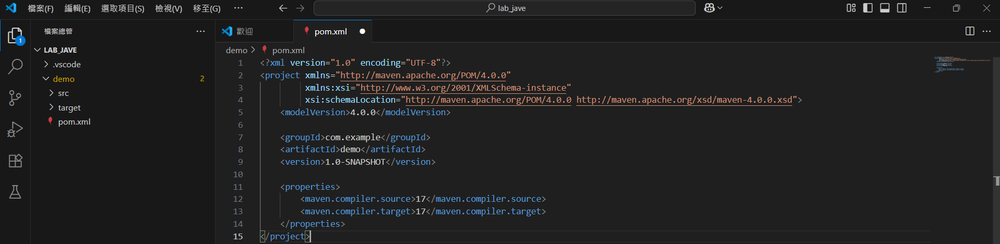 檔案(F) 編輯(E) 選取項目(S) 檢視(V) 移至(G) ··· lab_jave
檔案總管 ···
LAB_JAVE
.vscode
demo 2
src
target
pom.xml
1
歡迎 pom.xml
demo > pom.xml
1 <?xml version="1.0" encoding="UTF-8"?>
2 <project xmlns="http://maven.apache.org/POM/4.0.0"
3 xmlns:xsi="http://www.w3.org/2001/XMLSchema-instance"
4 xsi:schemaLocation="http://maven.apache.org/POM/4.0.0 http://maven.apache.org/xsd/maven-4.0.0.xsd">
5 <modelVersion>4.0.0</modelVersion>
6
7 <groupId>com.example</groupId>
8 <artifactId>demo</artifactId>
9 <version>1.0-SNAPSHOT</version>
10
11 <properties>
12 <maven.compiler.source>17</maven.compiler.source>
13 <maven.compiler.target>17</maven.compiler.target>
14 </properties>
15 </project>